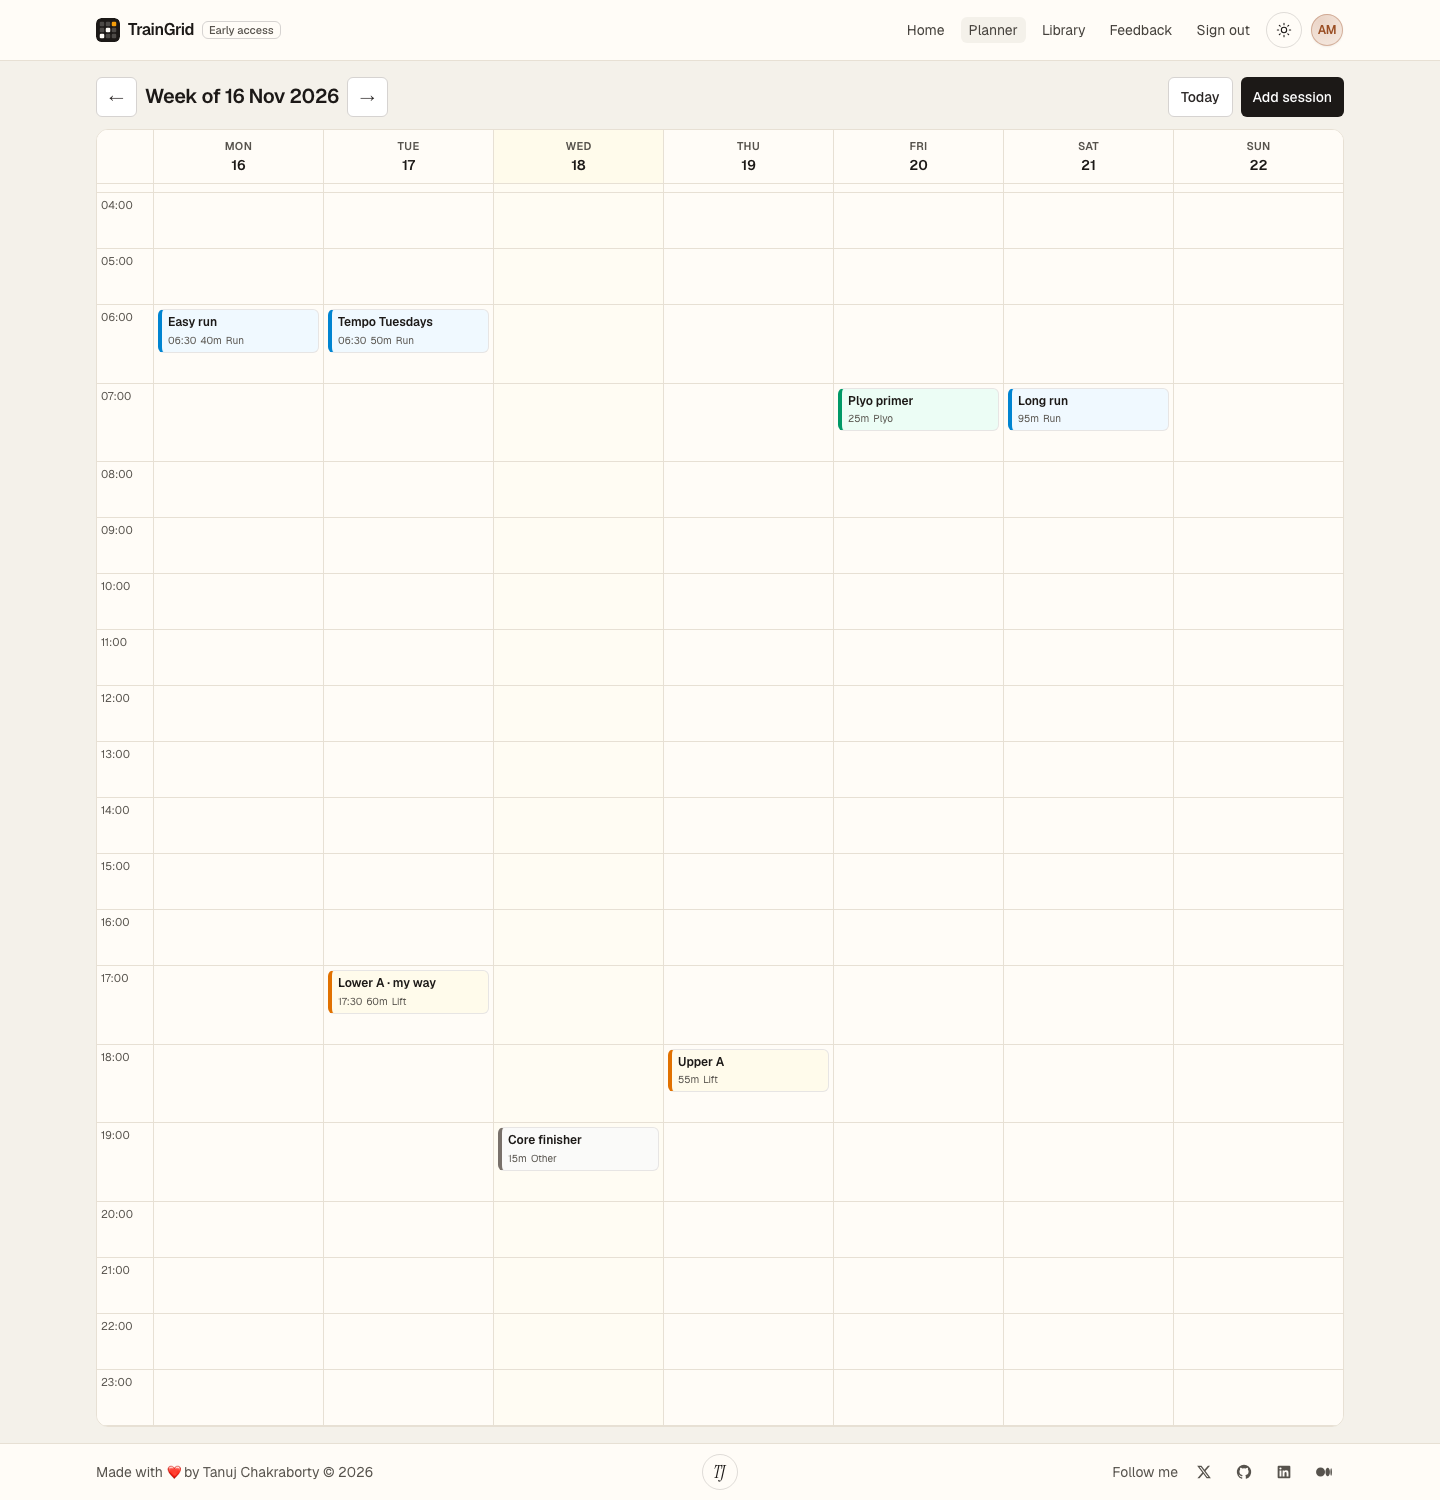 TrainGrid
Early access
Home
Planner
Library
Feedback
Sign out
AM
←
Week of 16 Nov 2026
→
Today
Add session
MON
16
TUE
17
WED
18
THU
19
FRI
20
SAT
21
SUN
22
04:00
05:00
06:00
Easy run
06:30 40m Run
Tempo Tuesdays
06:30 50m Run
07:00
Plyo primer
25m Plyo
Long run
95m Run
08:00
09:00
10:00
11:00
12:00
13:00
14:00
15:00
16:00
17:00
Lower A · my way
17:30 60m Lift
18:00
Upper A
55m Lift
19:00
Core finisher
15m Other
20:00
21:00
22:00
23:00
Made with ❤️ by Tanuj Chakraborty © 2026
TJ
Follow me